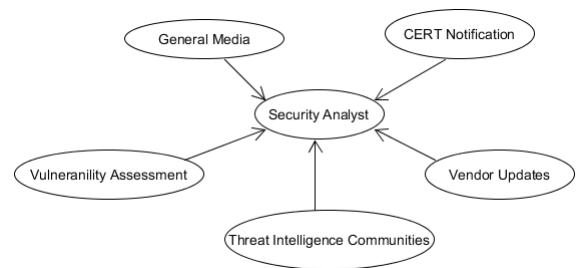 General Media
CERT Notification
Security Analyst
Vulneranility Assessment
Vendor Updates
Threat Intelligence Communities